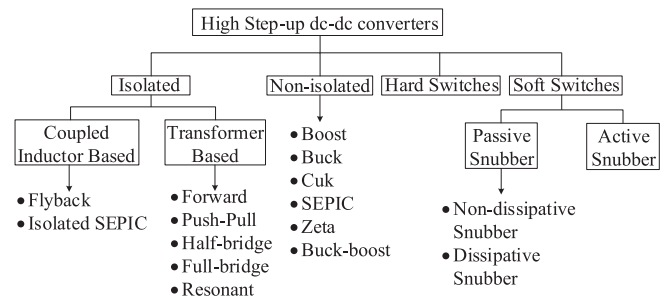 High Step-up dc-dc converters
Isolated
Non-isolated
Hard Switches
Soft Switches
Coupled
Inductor Based
Transformer
Based
Passive
Snubber
Active
Snubber
• Flyback
• Isolated SEPIC
• Forward
• Push-Pull
• Half-bridge
• Full-bridge
• Resonant
• Boost
• Buck
• Cuk
• SEPIC
• Zeta
• Buck-boost
• Non-dissipative
Snubber
• Dissipative
Snubber